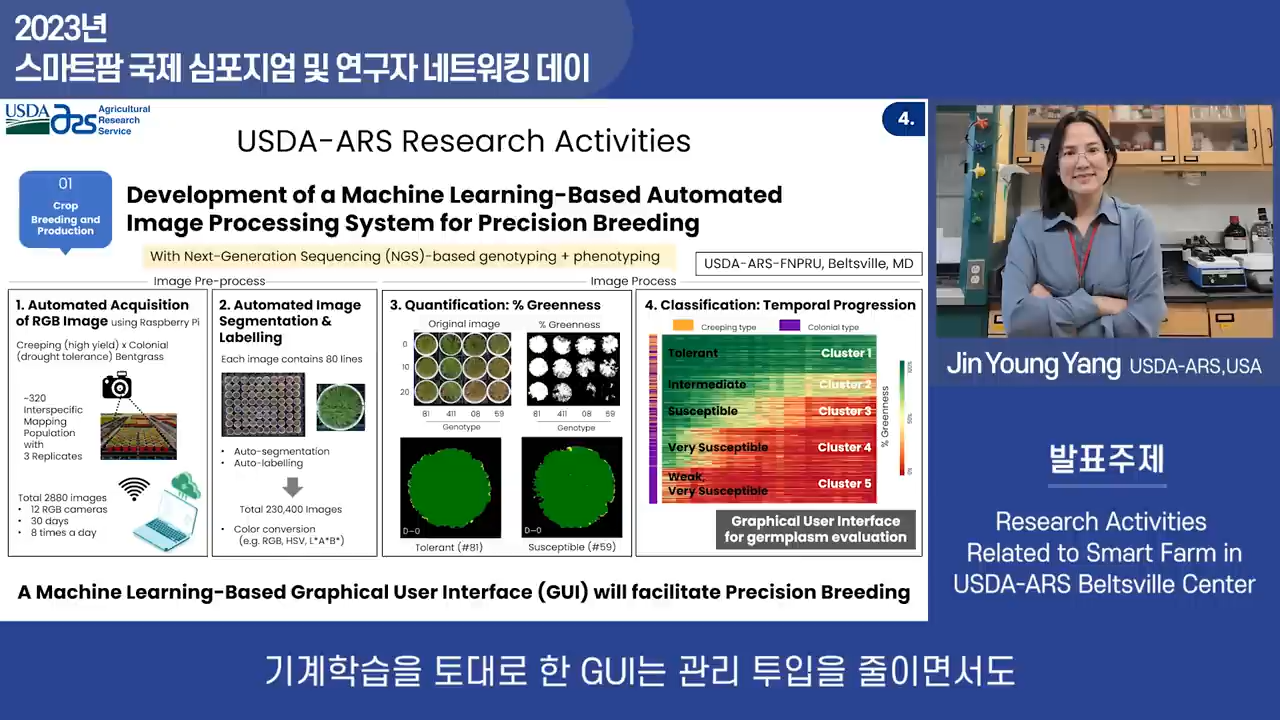 2023년
스마트팜 국제 심포지엄 및 연구자 네트워킹 데이
USDA ars Agricultural
Research
Service
4.
USDA-ARS Research Activities
01
Crop
Breeding and
Production
Development of a Machine Learning-Based Automated
Image Processing System for Precision Breeding
With Next-Generation Sequencing (NGS)-based genotyping + phenotyping
USDA-ARS-FNPRU, Beltsville, MD
Image Pre-process
Image Process
1. Automated Acquisition
of RGB Image using Raspberry Pi
Creeping (high yield) x Colonial
(drought tolerance) Bentgrass
~320
Interspecific
Mapping
Population
with
3 Replicates
Total 2880 images
• 12 RGB cameras
• 30 days
• 8 times a day
2. Automated Image
Segmentation &
Labelling
Each image contains 80 lines
• Auto-segmentation
• Auto-labelling
Total 230,400 Images
• Color conversion
(e.g. RGB, HSV, L*A*B*)
3. Quantification: % Greenness
Original image
% Greenness
0
10
20
81 411 08 59
81 411 08 59
Genotype
Genotype
D-0
D-0
Tolerant (#81)
Susceptible (#59)
4. Classification: Temporal Progression
Creeping type
Colonial type
Tolerant
Cluster 1
Intermediate
Cluster 2
Susceptible
Cluster 3
Very Susceptible
Cluster 4
Weak,
Very Susceptible
Cluster 5
% Greenness
100%
50%
0%
Graphical User Interface
for germplasm evaluation
A Machine Learning-Based Graphical User Interface (GUI) will facilitate Precision Breeding
Jin Young Yang USDA-ARS,USA
발표주제
Research Activities
Related to Smart Farm in
USDA-ARS Beltsville Center
기계학습을 토대로 한 GUI는 관리 투입을 줄이면서도